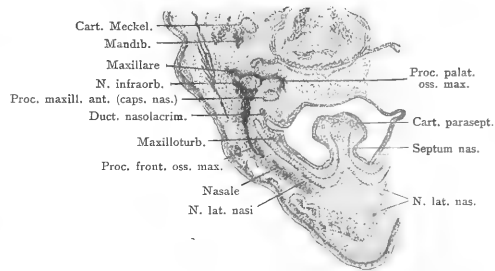 Cart. Meckel.
Mandıb.
Maxillare
N. infraorb.
Proc. maxill. ant. (caps. nas.)
Duct. nasolacrim.
Maxilloturb.
Proc. front. oss. max.
Nasale
N. lat. nasi
Proc. palat.
oss. max.
Cart. parasept.
Septum nas.
N. lat. nas.